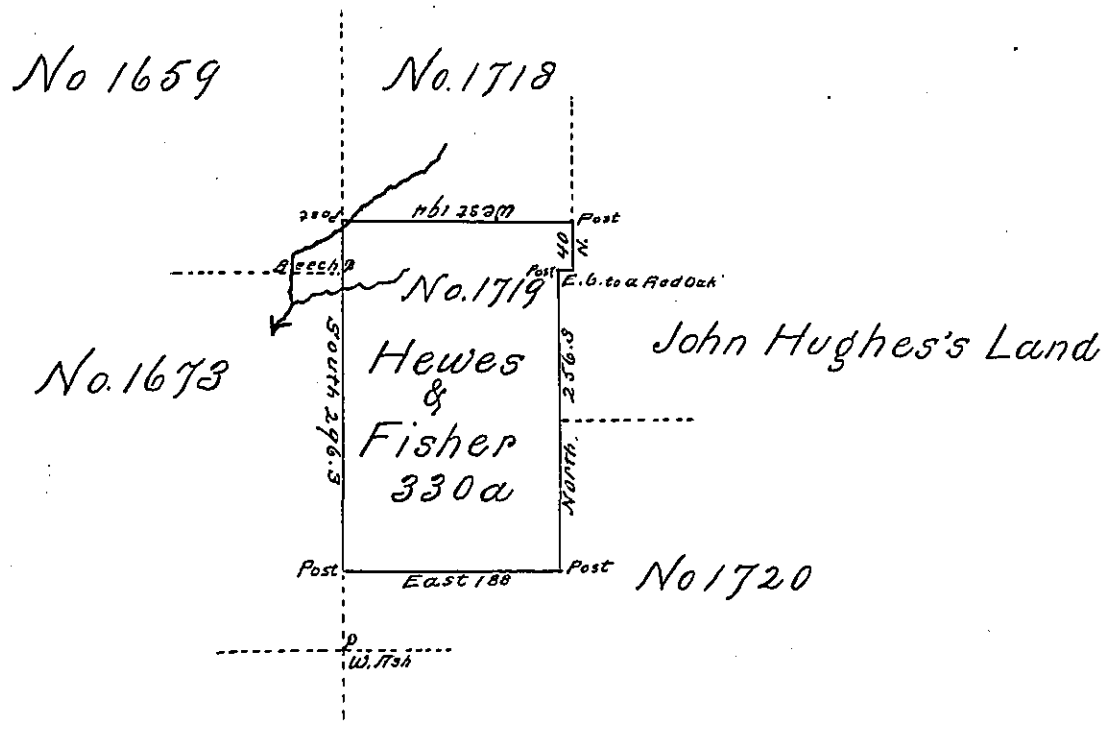 No 1659
No. 1718
Post
West 194
Post
40
N.
Beech P
Post
E. 6. to a Red Oak
No. 1719
South 296.3
Hewes
&
Fisher
330a
North. 256.3
John Hughes's Land
No. 1673
Post
East 188
Post
No 1720
P
W. Ash